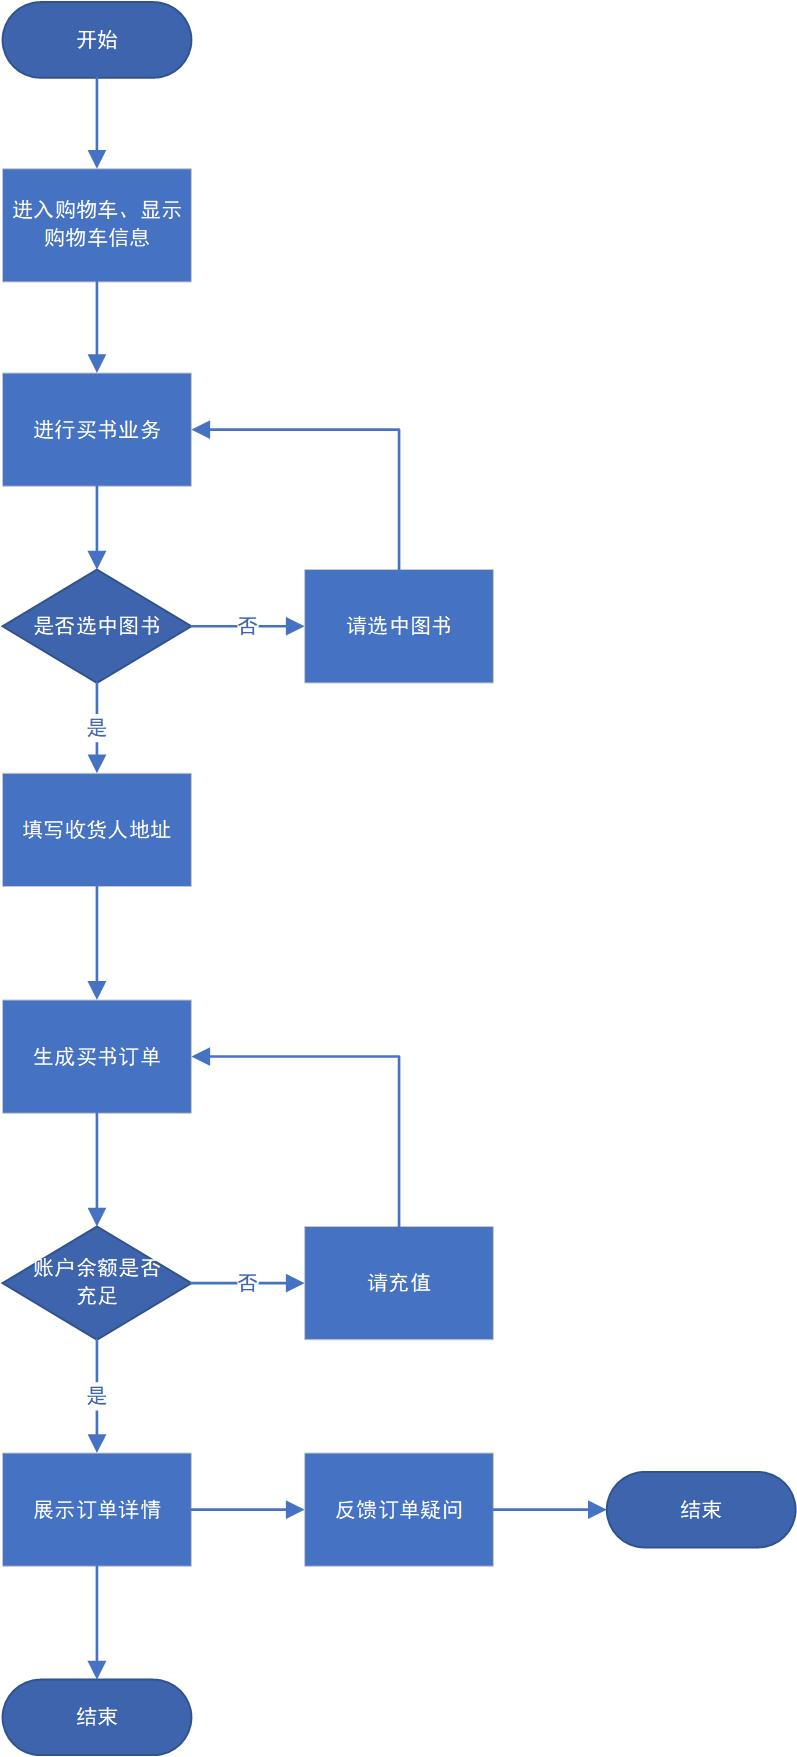 开始
进入购物车、显示
购物车信息
进行买书业务
是否选中图书
否
请选中图书
是
填写收货人地址
生成买书订单
账户余额是否
充足
否
请充值
是
展示订单详情
反馈订单疑问
结束
结束